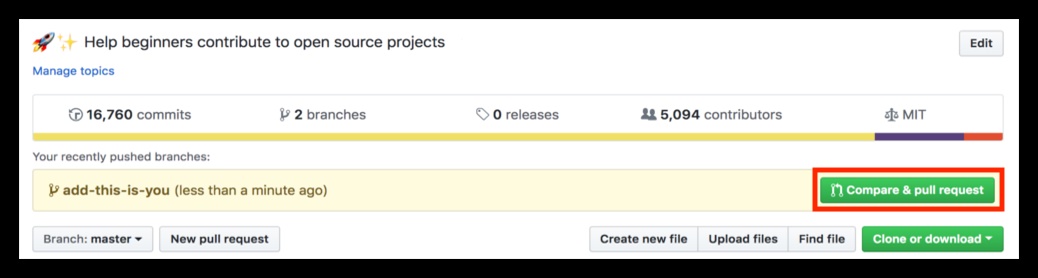 🚀✨ Help beginners contribute to open source projects
Edit
Manage topics
16,760 commits
2 branches
0 releases
5,094 contributors
MIT
Your recently pushed branches:
add-this-is-you (less than a minute ago)
Compare & pull request
Branch: master
New pull request
Create new file
Upload files
Find file
Clone or download